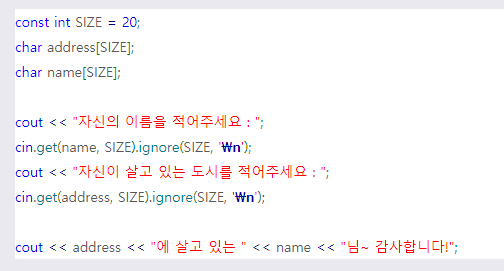 const int SIZE = 20;
char address[SIZE];
char name[SIZE];
cout << "자신의 이름을 적어주세요 : ";
cin.get(name, SIZE).ignore(SIZE, '₩n');
cout << "자신이 살고 있는 도시를 적어주세요 : ";
cin.get(address, SIZE).ignore(SIZE, '₩n');
cout << address << "에 살고 있는 " << name << "님~ 감사합니다!";